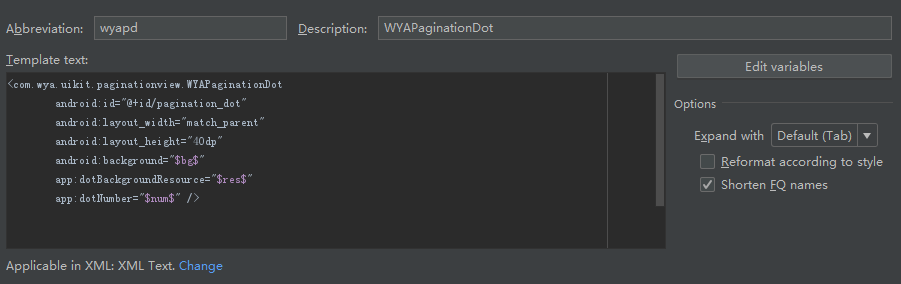 Abbreviation: wyapd Description: WYAPaginationDot
Template text:
<com.wya.uikit.paginationview.WYAPaginationDot
android:id="@+id/pagination_dot"
android:layout_width="match_parent"
android:layout_height="40dp"
android:background="$bg$"
app:dotBackgroundResource="$res$"
app:dotNumber="$num$" />
Edit variables
Options
Expand with Default (Tab)
Reformat according to style
Shorten FQ names
Applicable in XML: XML Text. Change